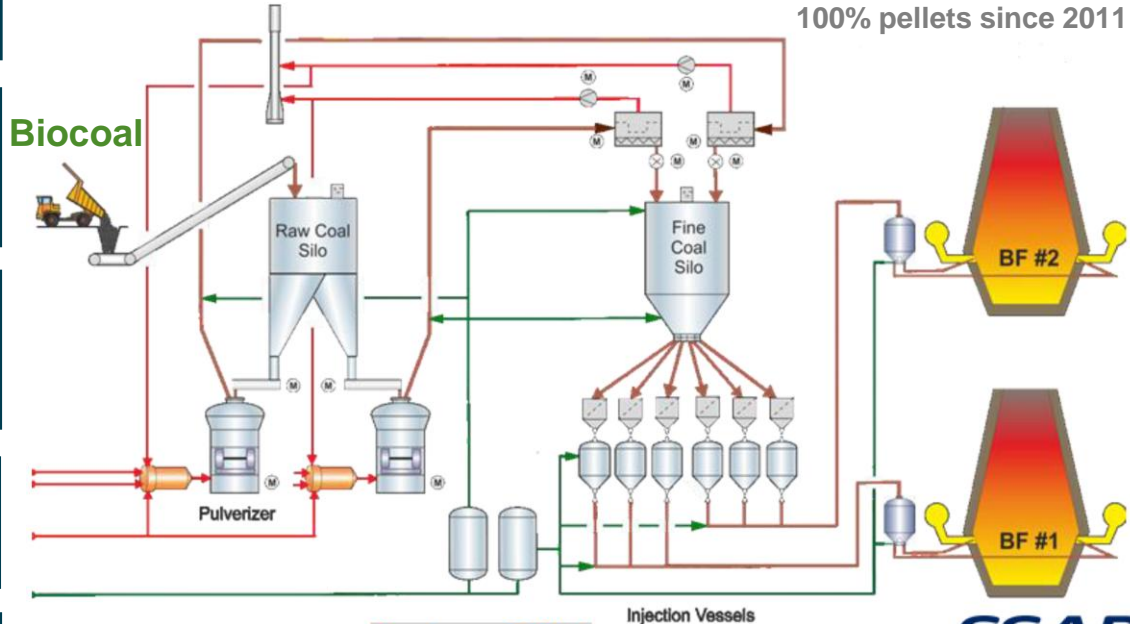 100% pellets since 2011
Biocoal
M
M
M
M
M
M
Raw Coal
Silo
Fine
Coal
Silo
BF #2
M
M
M
M
Pulverizer
BF #1
Injection Vessels